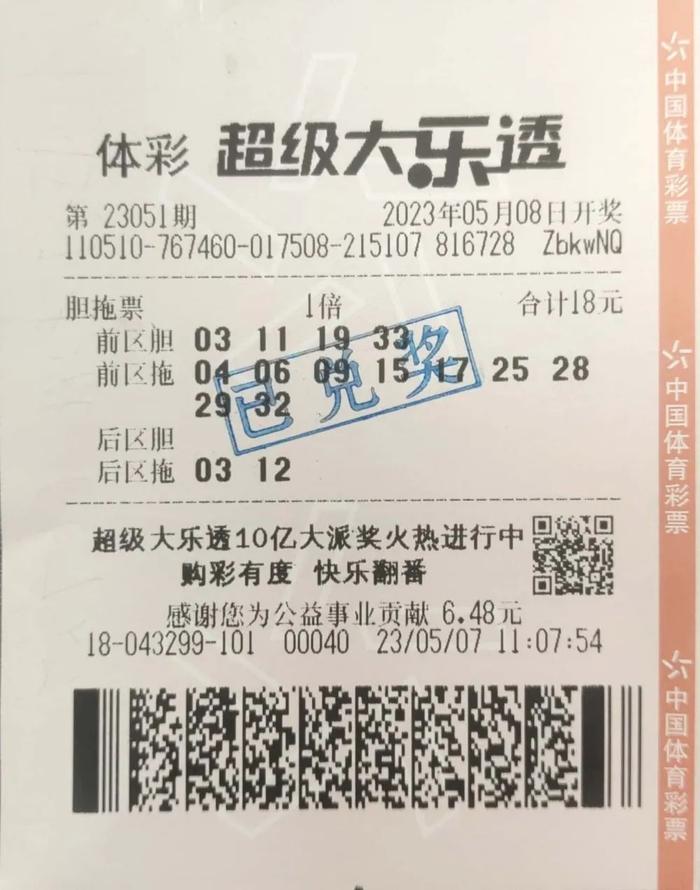 体彩 超级大乐透
第 23051期 2023年05月08日开奖
110510-767460-017508-215107 816728 ZbkwNQ
胆拖票 1倍 合计18元
前区胆 03 11 19 33
前区拖 04 06 09 15 17 25 28
29 32
已兑奖
后区胆
后区拖 03 12
超级大乐透10亿大派奖火热进行中
购彩有度 快乐翻番
感谢您为公益事业贡献 6.48元
18-043299-101 00040 23/05/07 11:07:54
中国体育彩票
中国体育彩票
中国体育彩票